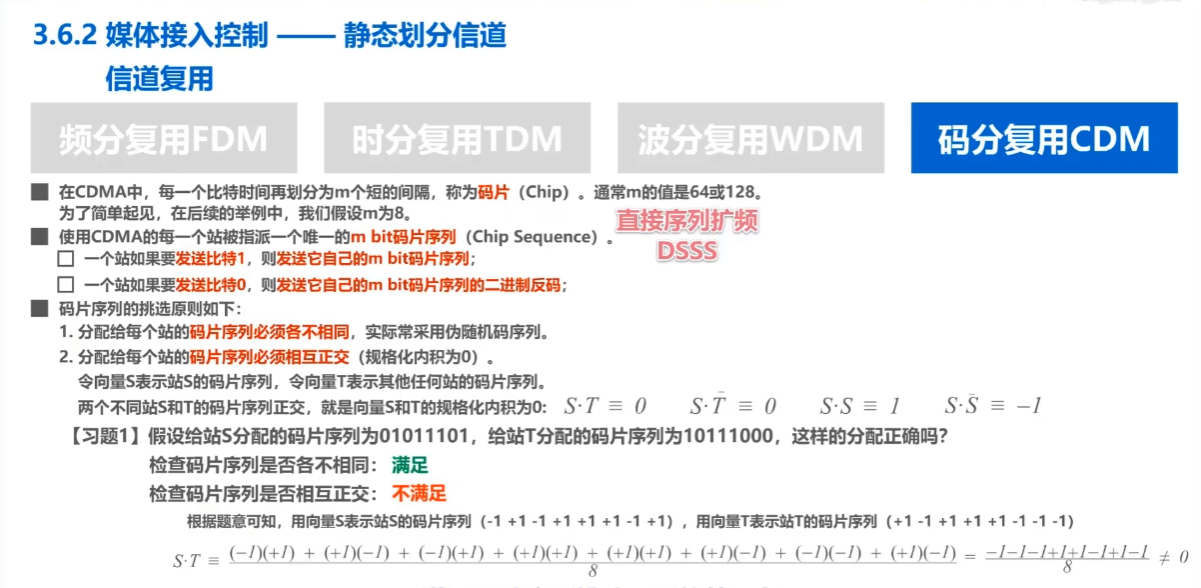 3.6.2 媒体接入控制 —— 静态划分信道
信道复用
频分复用FDM
时分复用TDM
波分复用WDM
码分复用CDM
在CDMA中，每一个比特时间再划分为m个短的间隔，称为码片（Chip）。通常m的值是64或128。
为了简单起见，在后续的举例中，我们假设m为8。
直接序列扩频
DSSS
使用CDMA的每一个站被指派一个唯一的m bit码片序列（Chip Sequence）。
一个站如果要发送比特1，则发送它自己的m bit码片序列；
一个站如果要发送比特0，则发送它自己的m bit码片序列的二进制反码；
码片序列的挑选原则如下：
1. 分配给每个站的码片序列必须各不相同，实际常采用伪随机码序列。
2. 分配给每个站的码片序列必须相互正交（规格化内积为0）。
令向量S表示站S的码片序列，令向量T表示其他任何站的码片序列。
两个不同站S和T的码片序列正交，就是向量S和T的规格化内积为0： S·T ≡ 0 S·T̄ ≡ 0 S·S ≡ 1 S·S̄ ≡ −1
【习题1】假设给站S分配的码片序列为01011101，给站T分配的码片序列为10111000，这样的分配正确吗？
检查码片序列是否各不相同： 满足
检查码片序列是否相互正交： 不满足
根据题意可知，用向量S表示站S的码片序列（-1 +1 -1 +1 +1 +1 -1 +1），用向量T表示站T的码片序列（+1 -1 +1 +1 +1 -1 -1 -1）
S·T ≡ (−1)(+1) + (+1)(−1) + (−1)(+1) + (+1)(+1) + (+1)(+1) + (+1)(−1) + (−1)(−1) + (+1)(−1) / 8 = −1−1−1+1+1−1+1−1 / 8 ≠ 0